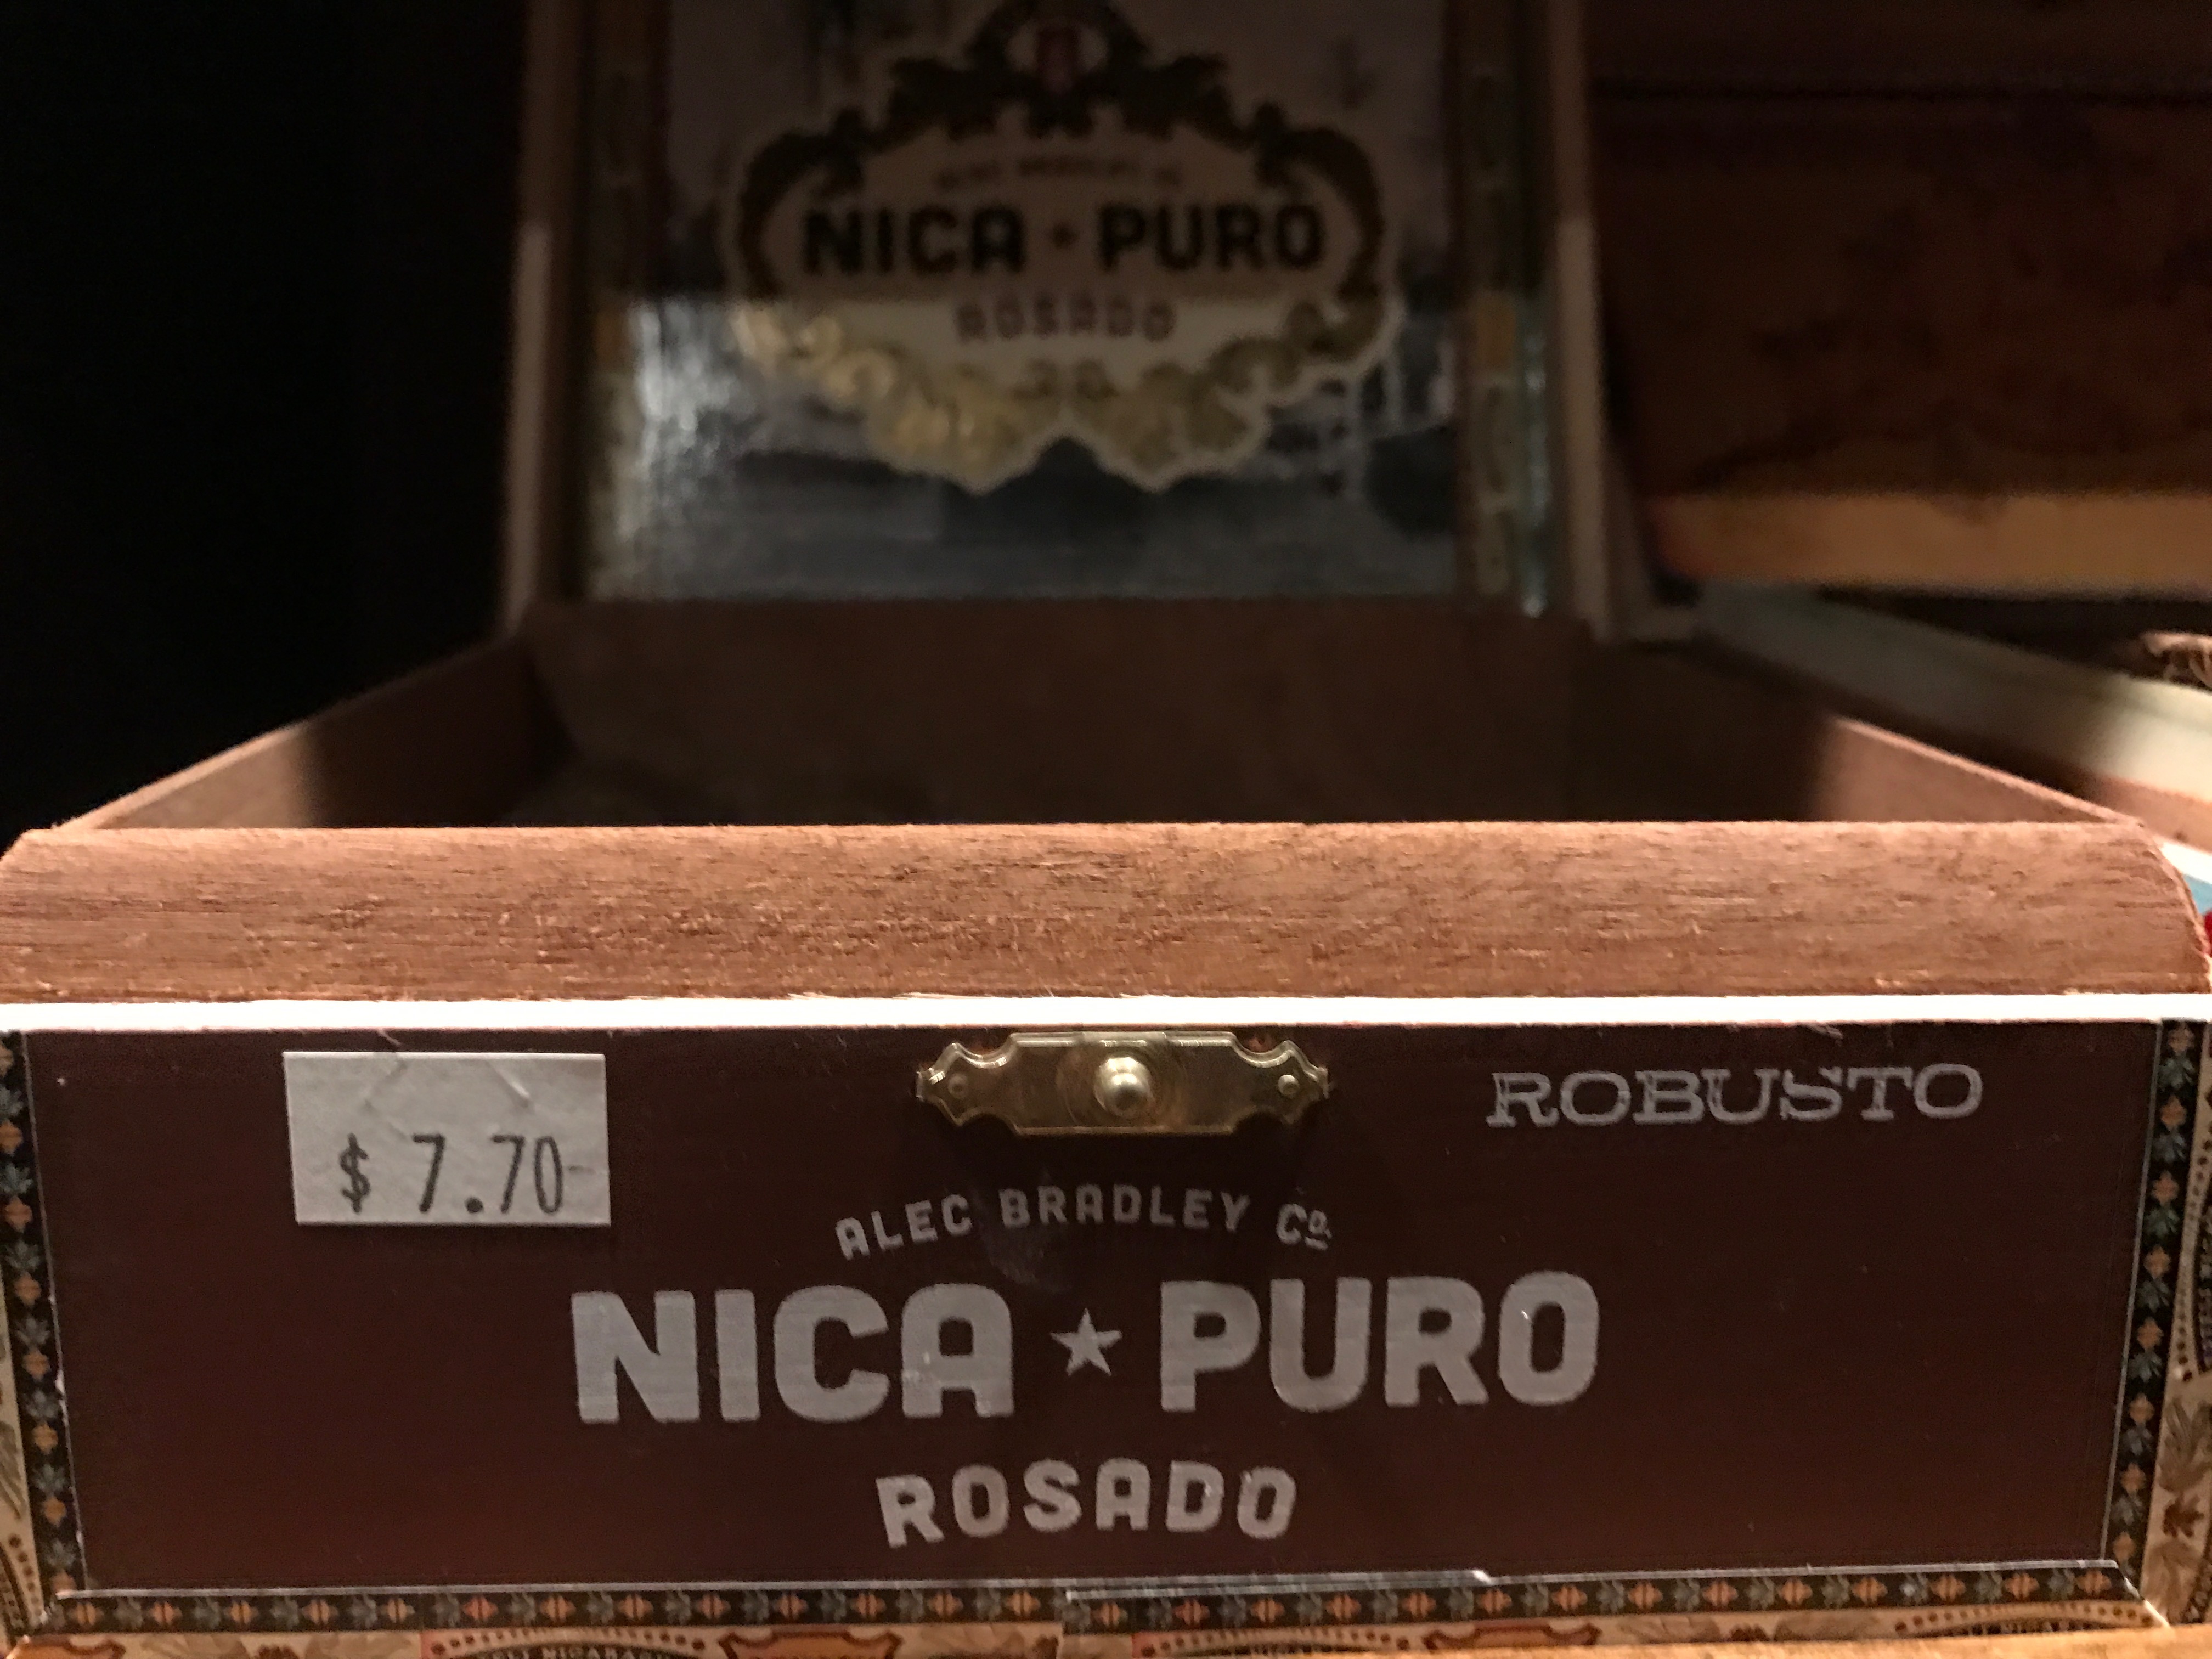 NICA PURO
ROSADO
$ 7.70
ROBUSTO
ALEC BRADLEY Co.
NICA ★ PURO
ROSADO